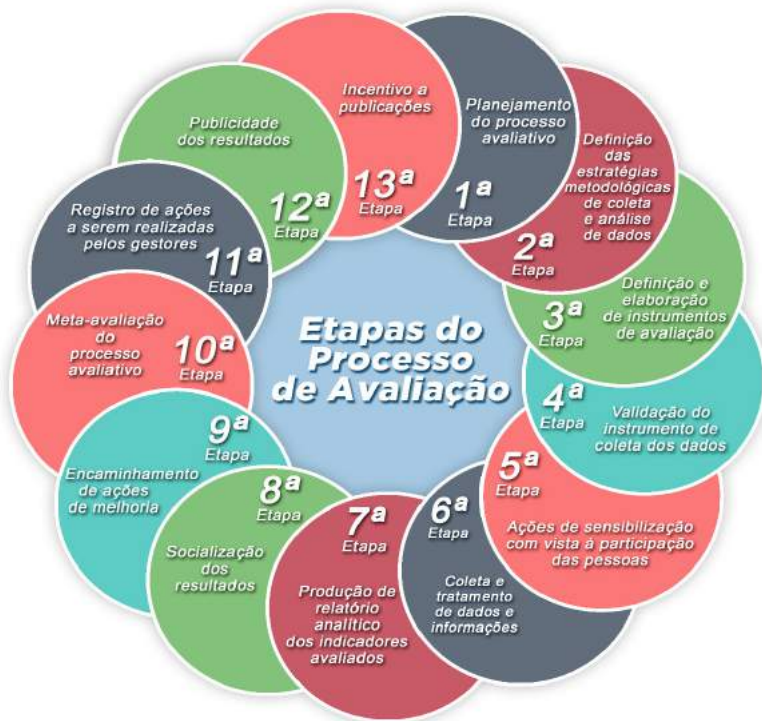 Etapas do
Processo
de Avaliação
1ª
Etapa
Planejamento
do processo
avaliativo
2ª
Etapa
Definição
das
estratégias
metodológicas
de coleta
e análise
de dados
3ª
Etapa
Definição e
elaboração
de instrumentos
de avaliação
4ª
Etapa
Validação do
instrumento de
coleta dos dados
5ª
Etapa
Ações de sensibilização
com vista á participação
das pessoas
6ª
Etapa
Coleta e
tratamento
de dados e
informações
7ª
Etapa
Produção de
relatório
analítico
dos indicadores
avaliados
8ª
Etapa
Socialização
dos
resultados
9ª
Etapa
Encaminhamento
de ações
de melhoria
10ª
Etapa
Meta-avaliação
do
processo
avaliativo
11ª
Etapa
Registro de ações
a serem realizadas
pelos gestores
12ª
Etapa
Publicidade
dos resultados
13ª
Etapa
Incentivo a
publicações